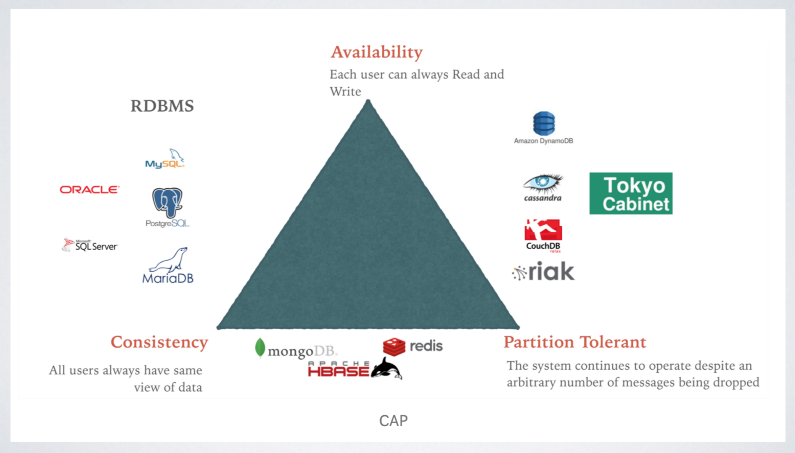 Availability
Each user can always Read and
Write
RDBMS
MySQL
ORACLE
PostgreSQL
Microsoft
SQL Server
MariaDB
Amazon DynamoDB
cassandra
Tokyo
Cabinet
CouchDB
relax
riak
Consistency
All users always have same
view of data
mongoDB.
redis
APACHE
HBASE
Partition Tolerant
The system continues to operate despite an
arbitrary number of messages being dropped
CAP